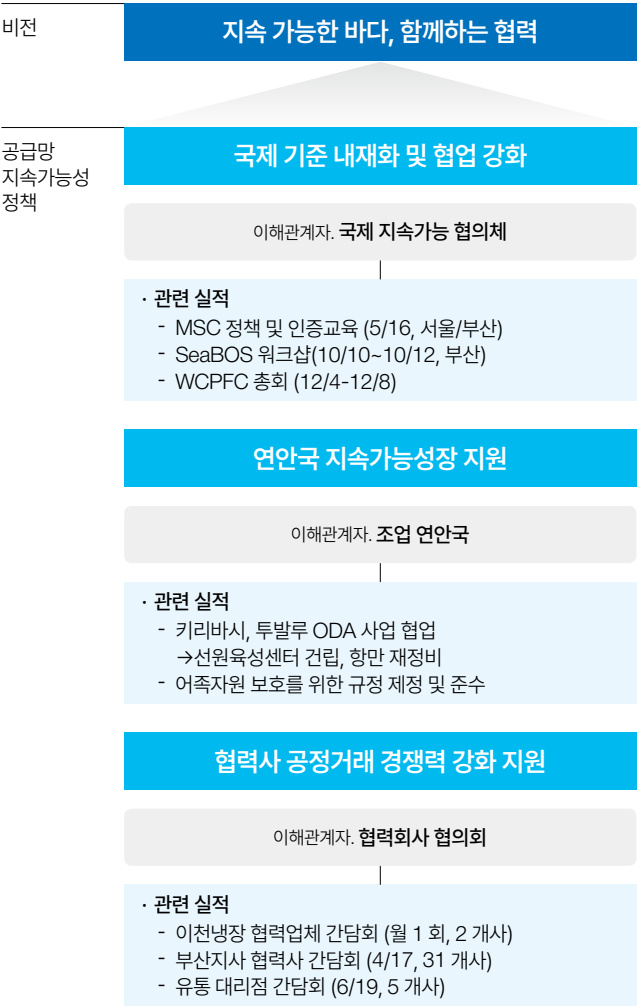 비전
지속 가능한 바다, 함께하는 협력
공급망
지속가능성
정책
국제 기준 내재화 및 협업 강화
이해관계자. 국제 지속가능 협의체
· 관련 실적
- MSC 정책 및 인증교육 (5/16, 서울/부산)
- SeaBOS 워크샵(10/10~10/12, 부산)
- WCPFC 총회 (12/4-12/8)
연안국 지속가능성장 지원
이해관계자. 조업 연안국
· 관련 실적
- 키리바시, 투발루 ODA 사업 협업
→선원육성센터 건립, 항만 재정비
- 어족자원 보호를 위한 규정 제정 및 준수
협력사 공정거래 경쟁력 강화 지원
이해관계자. 협력회사 협의회
· 관련 실적
- 이천냉장 협력업체 간담회 (월 1 회, 2 개사)
- 부산지사 협력사 간담회 (4/17, 31 개사)
- 유통 대리점 간담회 (6/19, 5 개사)